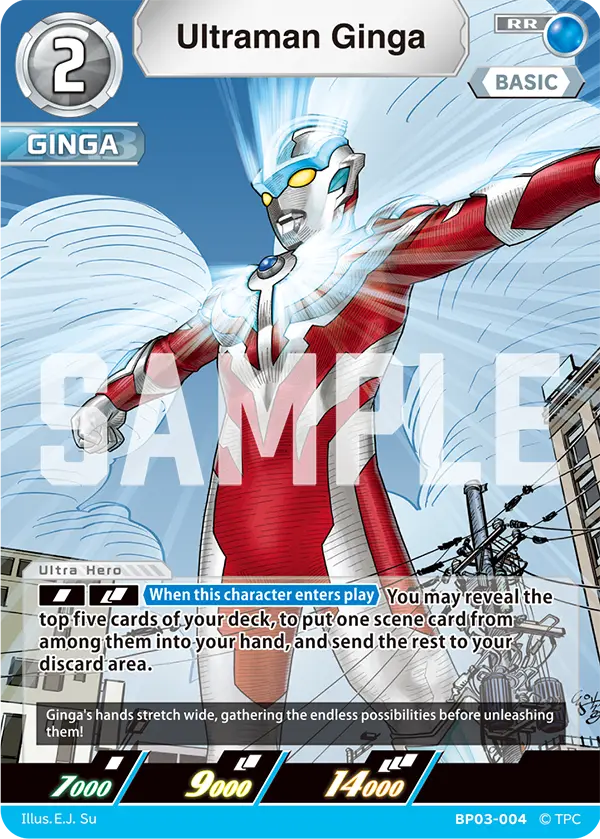 2
Ultraman Ginga
RR
BASIC
GINGA
SAMPLE
Ultra Hero
When this character enters play You may reveal the
top five cards of your deck, to put one scene card from
among them into your hand, and send the rest to your
discard area.
Ginga's hands stretch wide, gathering the endless possibilities before unleashing
them!
7000
9000
14000
Illus. E.J. Su
BP03-004 © TPC